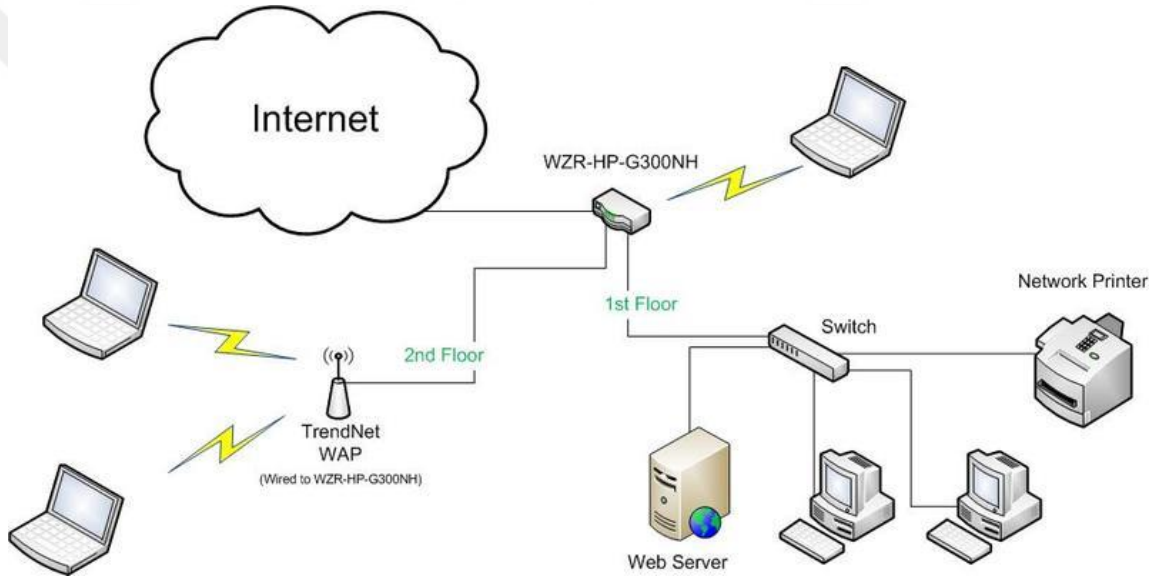 Internet
WZR-HP-G300NH
Network Printer
1st Floor
Switch
2nd Floor
TrendNet
WAP
(Wired to WZR-HP-G300NH)
Web Server